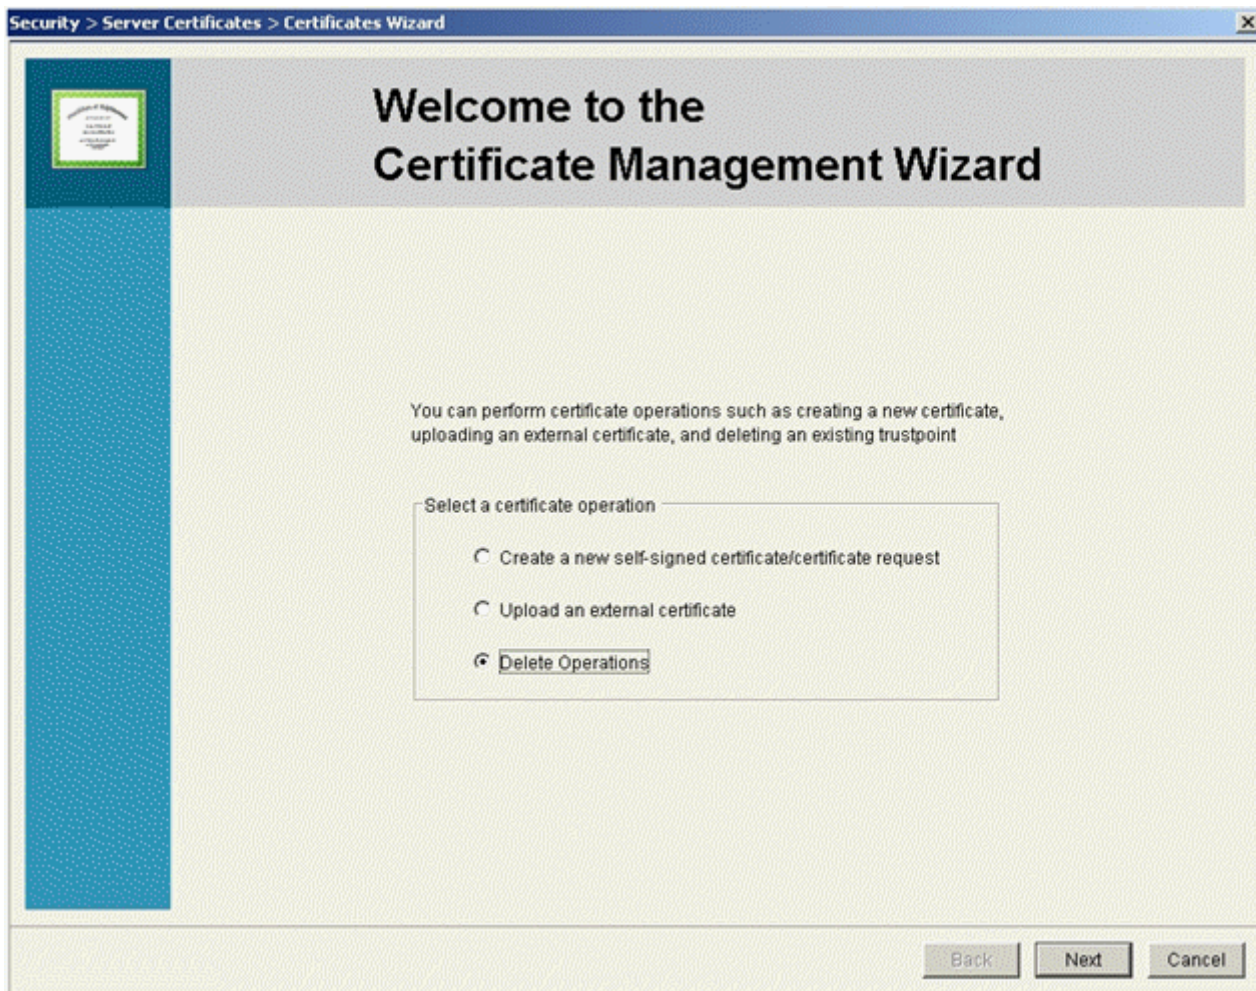 Security > Server Certificates > Certificates Wizard
Welcome to the
Certificate Management Wizard
You can perform certificate operations such as creating a new certificate,
uploading an external certificate, and deleting an existing trustpoint
Select a certificate operation
Create a new self-signed certificate/certificate request
Upload an external certificate
Delete Operations
Back
Next
Cancel